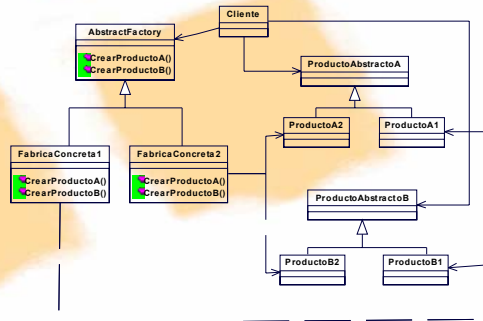 Cliente
AbstractFactory
CrearProductoA()
CrearProductoB()
ProductoAbstractoA
ProductoA2
ProductoA1
FabricaConcreta1
CrearProductoA()
CrearProductoB()
FabricaConcreta2
CrearProductoA()
CrearProductoB()
ProductoAbstractoB
ProductoB2
ProductoB1